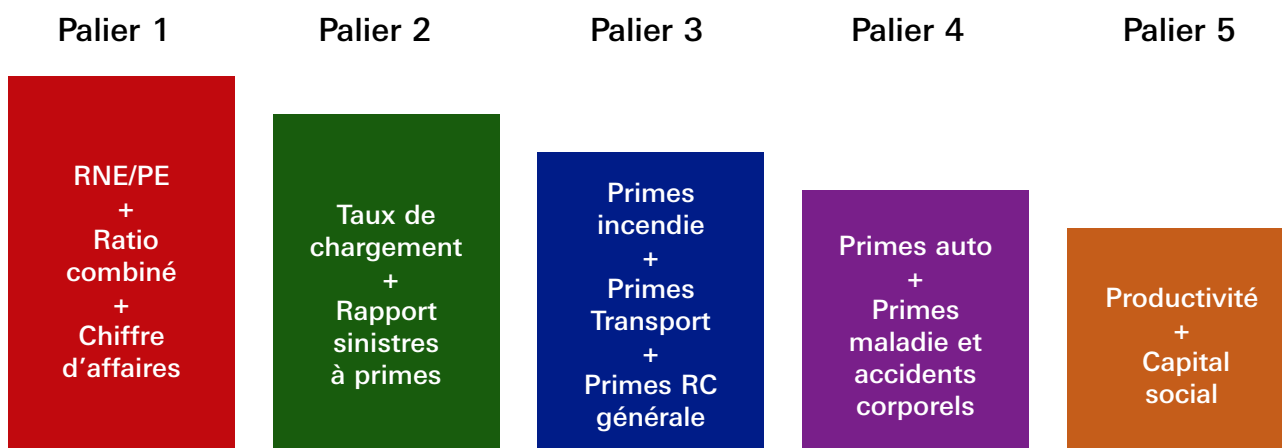 Palier 1
Palier 2
Palier 3
Palier 4
Palier 5
RNE/PE
+
Ratio
combiné
+
Chiffre
d'affaires
Taux de
chargement
+
Rapport
sinistres
à primes
Primes
incendie
+
Primes
Transport
+
Primes RC
générale
Primes auto
+
Primes
maladie et
accidents
corporels
Productivité
+
Capital
social